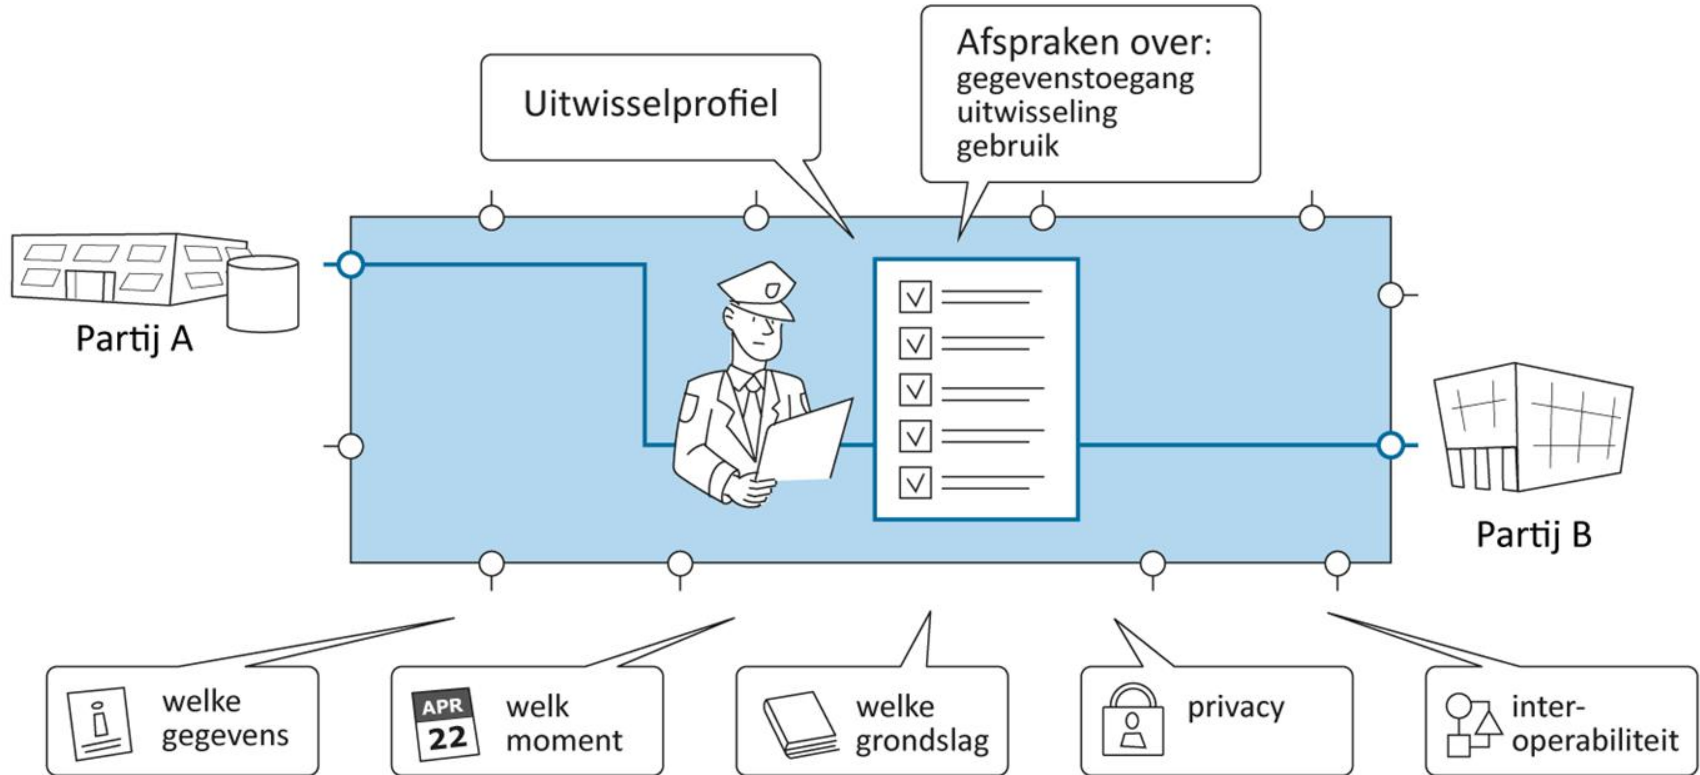 Uitwisselprofiel
Afspraken over:
gegevenstoegang
uitwisseling
gebruik
Partij A
Partij B
welke
gegevens
APR
22
welk
moment
welke
grondslag
privacy
inter-
operabiliteit